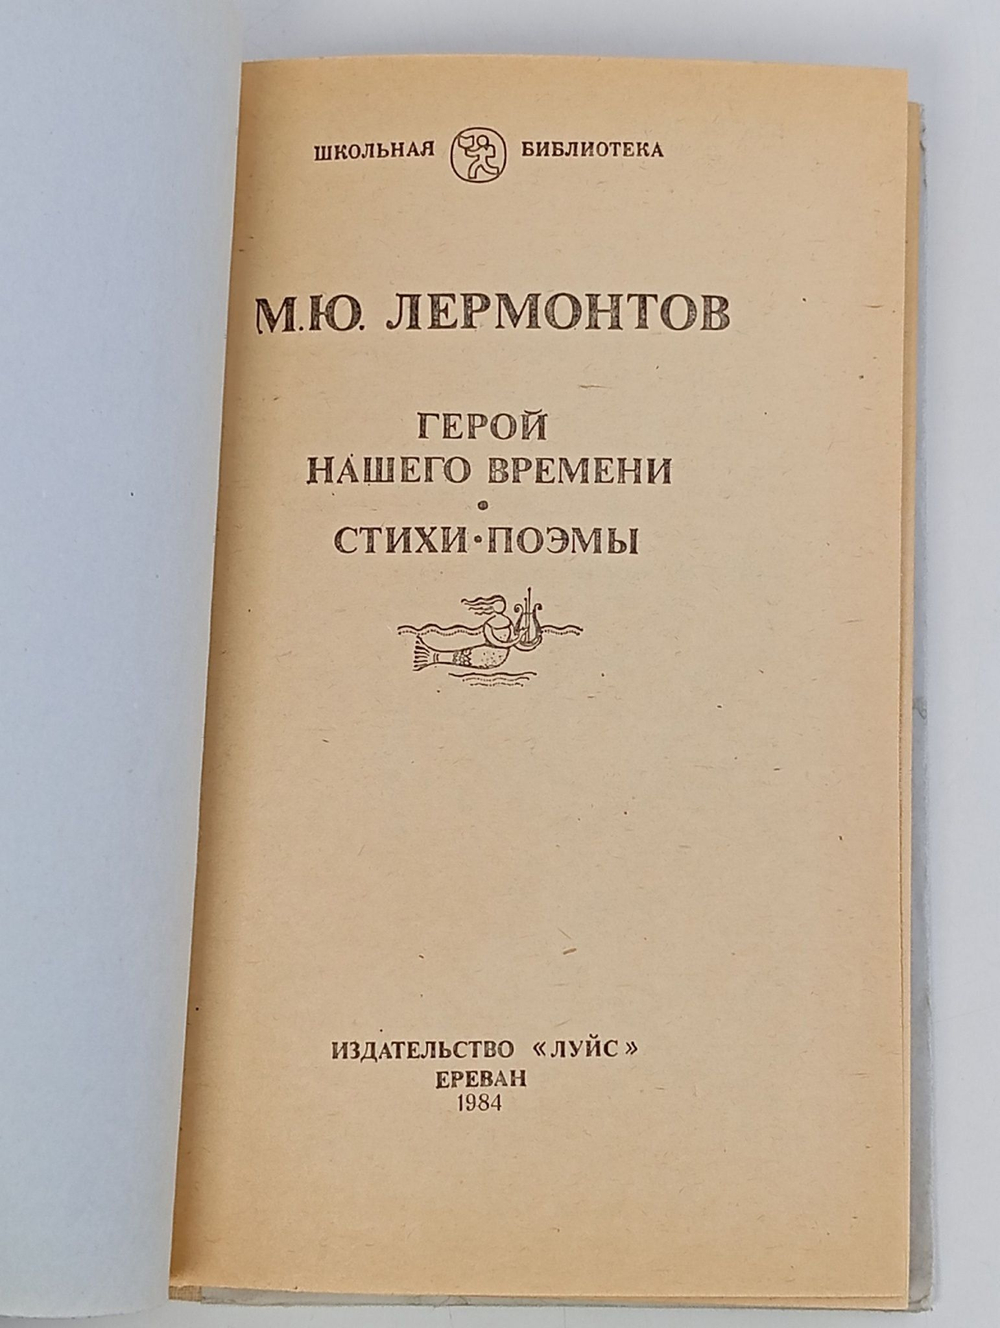 ШКОЛЬНАЯ БИБЛИОТЕКА
М.Ю. ЛЕРМОНТОВ
ГЕРОЙ
НАШЕГО ВРЕМЕНИ
•
СТИХИ•ПОЭМЫ
ИЗДАТЕЛЬСТВО «ЛУЙС»
ЕРЕВАН
1984